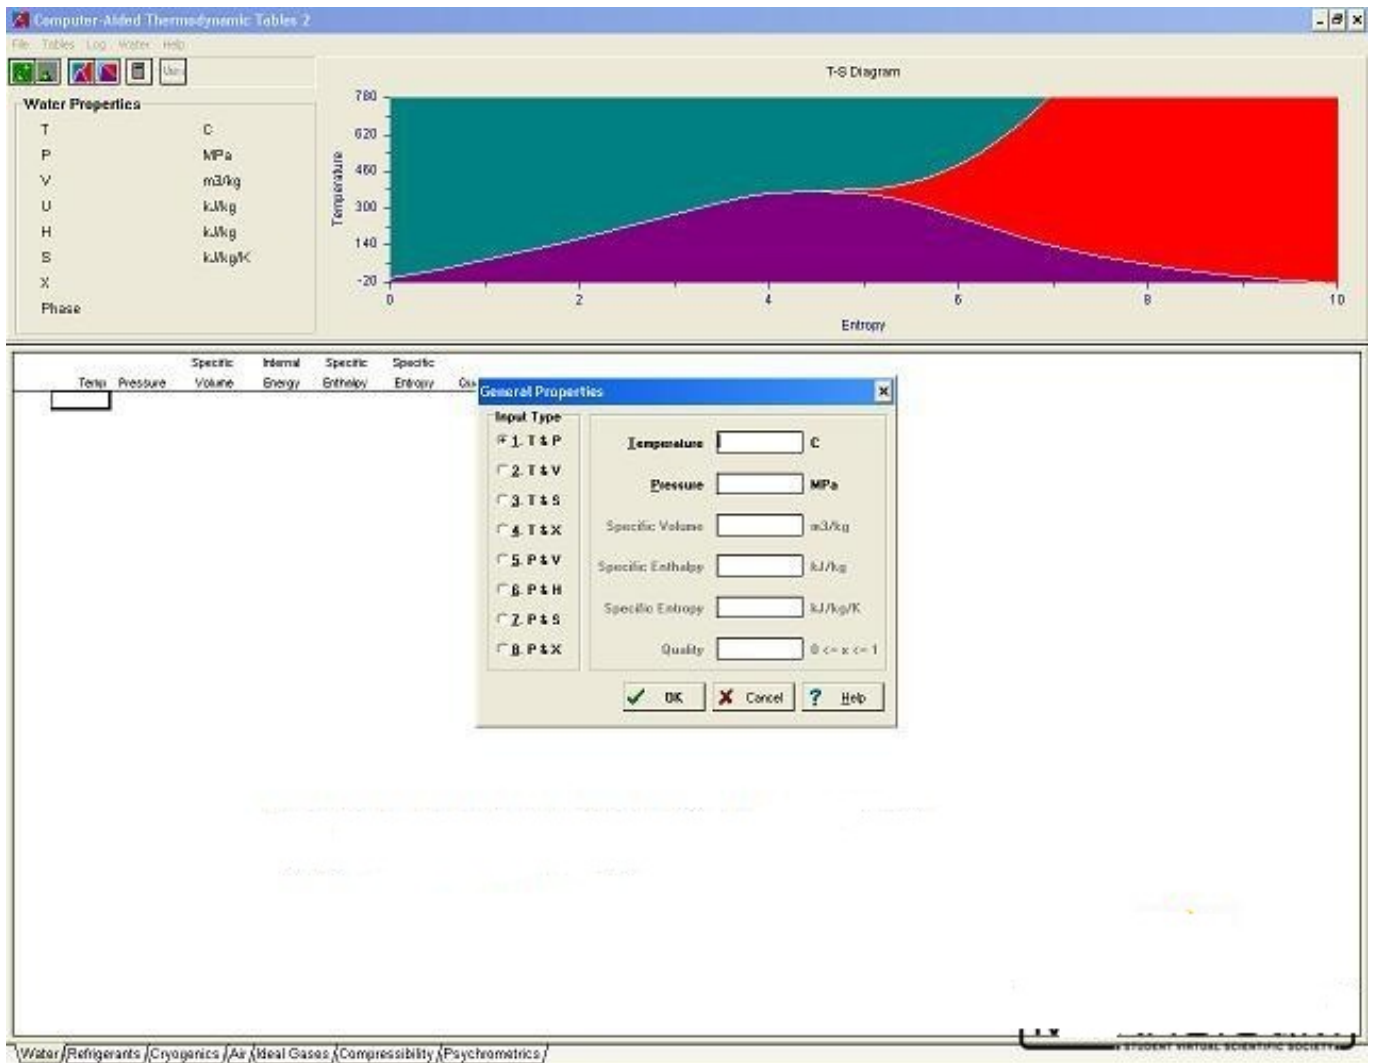 Computer-Aided Thermodynamic Tables 2
File Tables Log Water Help
Water Properties
T C
P MPa
V m3/kg
U kJ/kg
H kJ/kg
S kJ/kg/K
X
Phase
T-S Diagram
Temperature
780
620
460
300
140
-20
0 2 4 6 8 10
Entropy
Specific Internal Specific Specific
Temp Pressure Volume Energy Enthalpy Entropy
General Properties
Input Type
1. T & P
2. T & V
3. T & S
4. T & X
5. P & V
6. P & H
7. P & S
8. P & X
Temperature C
Pressure MPa
Specific Volume m3/kg
Specific Enthalpy kJ/kg
Specific Entropy kJ/kg/K
Quality 0 <= x <= 1
OK Cancel Help
STUDENT VIRTUAL SCIENTIFIC SOCIETY
Water Refrigerants Cryogenics Air Ideal Gases Compressibility Psychrometrics